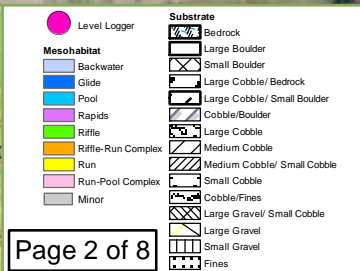 Level Logger
Mesohabitat
Backwater
Glide
Pool
Rapids
Riffle
Riffle-Run Complex
Run
Run-Pool Complex
Minor
Substrate
Bedrock
Large Boulder
Small Boulder
Large Cobble/ Bedrock
Large Cobble/ Small Boulder
Cobble/Boulder
Large Cobble
Medium Cobble
Medium Cobble/ Small Cobble
Small Cobble
Cobble/Fines
Large Gravel/ Small Cobble
Large Gravel
Small Gravel
Fines
Page 2 of 8